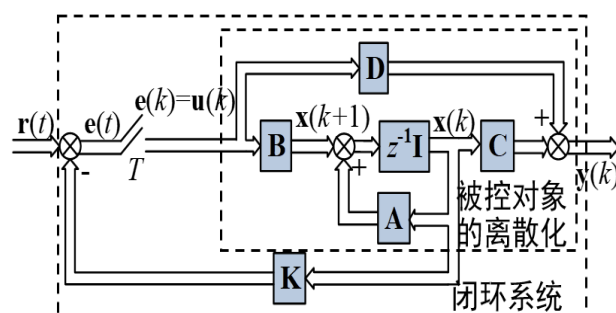 D
e(k)=u(k)
r(t)
e(t)
T
B
x(k+1)
+
z⁻¹I
x(k)
C
+
y(k)
-
A
被控对象
的离散化
K
闭环系统